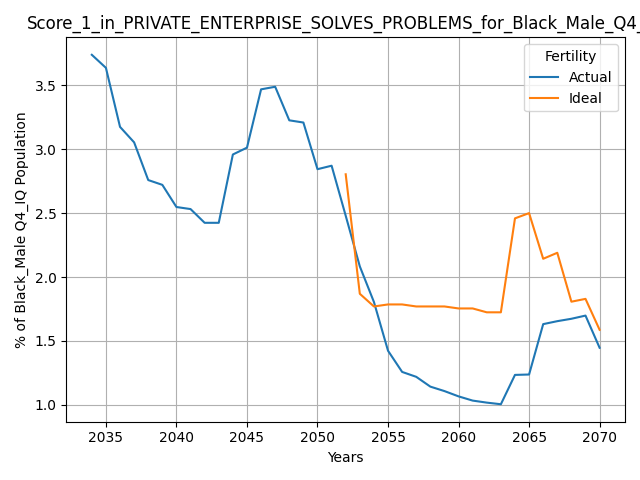 Score_1_in_PRIVATE_ENTERPRISE_SOLVES_PROBLEMS_for_Black_Male_Q4_
Fertility
Actual
Ideal
% of Black_Male Q4_IQ Population
3.5
3.0
2.5
2.0
1.5
1.0
2035 2040 2045 2050 2055 2060 2065 2070
Years